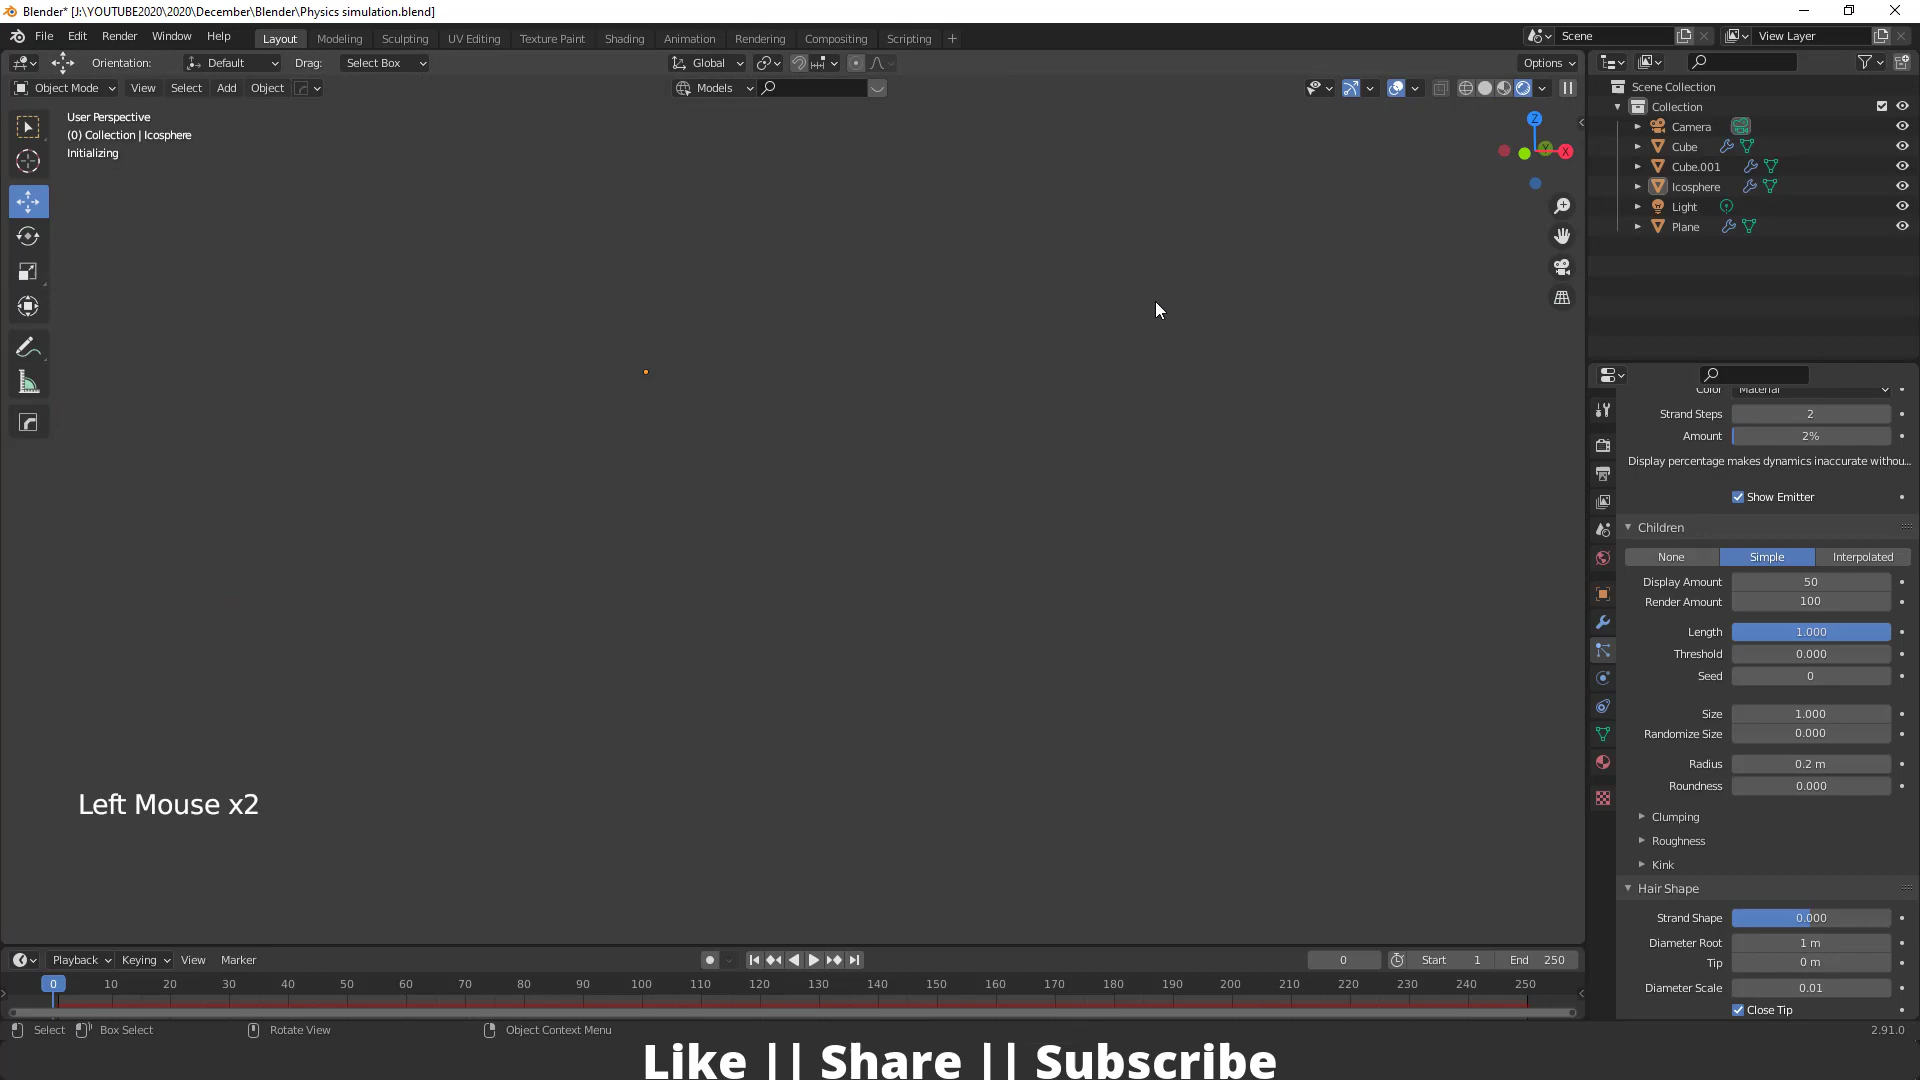 Blender* [J:\YOUTUBE2020\2020\December\Blender\Physics simulation.blend]
File Edit Render Window Help Layout Modeling Sculpting UV Editing Texture Paint Shading Animation Rendering Compositing Scripting + Scene View Layer
Orientation: Default Drag: Select Box Global Options
Object Mode View Select Add Object Models
User Perspective
(0) Collection | Icosphere
Initializing
Z
Y
X
Left Mouse x2
Scene Collection
Collection
Camera
Cube
Cube.001
Icosphere
Light
Plane
Color Material
Strand Steps 2
Amount 2%
Display percentage makes dynamics inaccurate withou...
Show Emitter
Children
None Simple Interpolated
Display Amount 50
Render Amount 100
Length 1.000
Threshold 0.000
Seed 0
Size 1.000
Randomize Size 0.000
Radius 0.2 m
Roundness 0.000
Clumping
Roughness
Kink
Hair Shape
Strand Shape 0.000
Diameter Root 1 m
Tip 0 m
Diameter Scale 0.01
Close Tip
Playback Keying View Marker 0 Start 1 End 250
0 10 20 30 40 50 60 70 80 90 100 110 120 130 140 150 160 170 180 190 200 210 220 230 240 250
Select Box Select Rotate View Object Context Menu 2.91.0
Like || Share || Subscribe